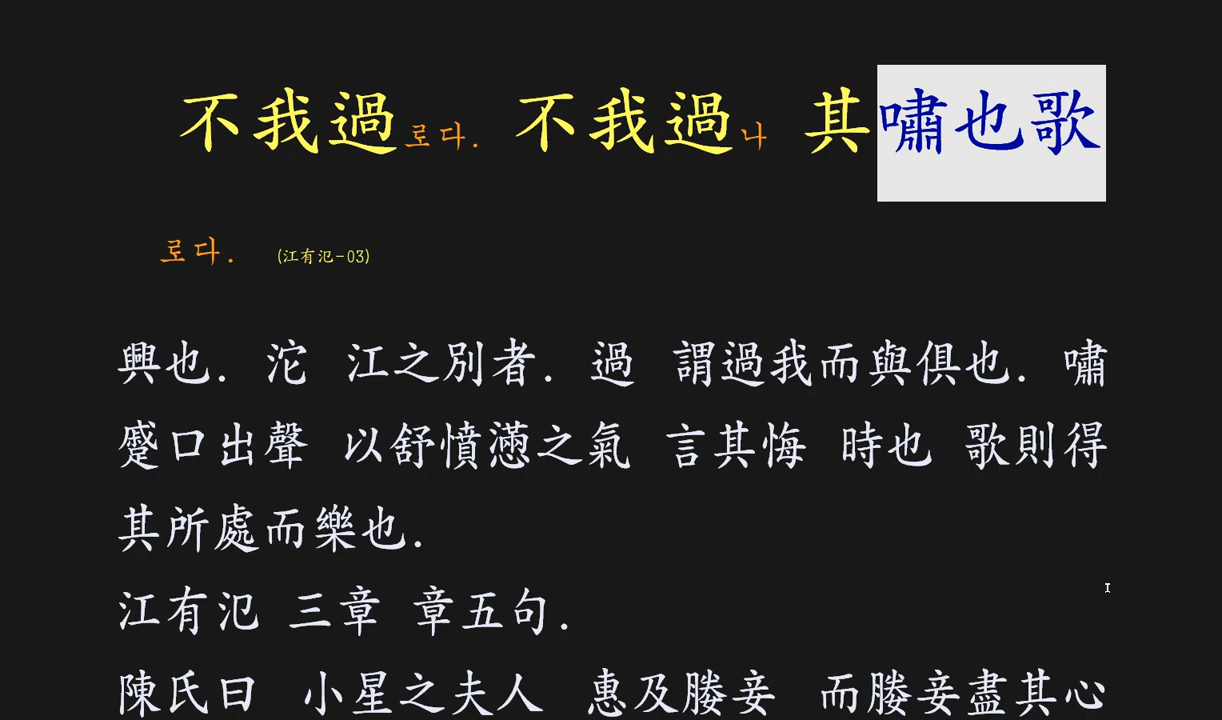 不我過로다. 不我過나 其嘯也歌
로다. (江有氾-03)
興也. 沱 江之別者. 過 謂過我而與俱也. 嘯
蹙口出聲 以舒憤懣之氣 言其悔 時也 歌則得
其所處而樂也.
江有氾 三章 章五句.
陳氏曰 小星之夫人 惠及媵妾 而媵妾盡其心